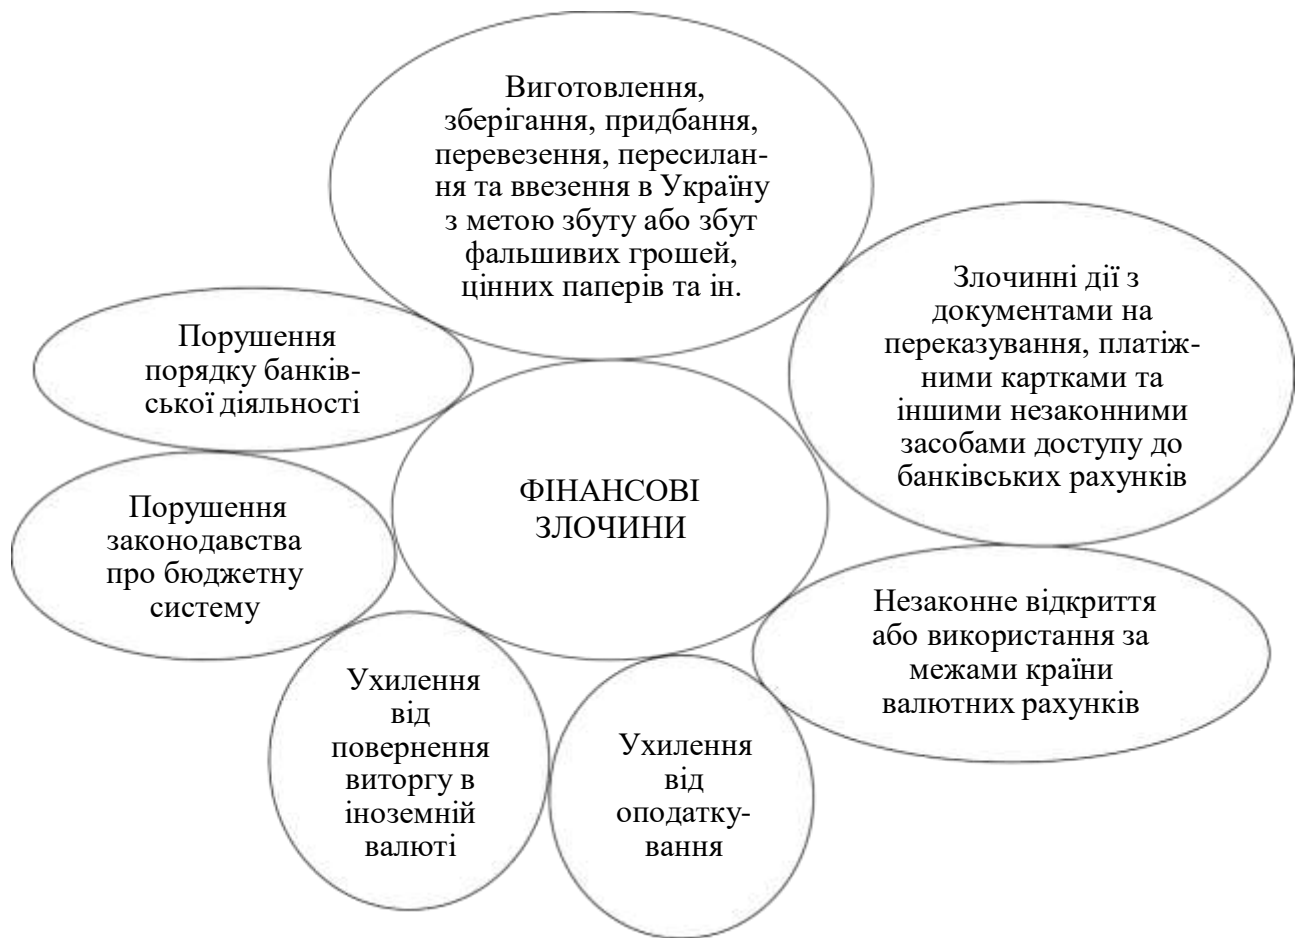 Виготовлення,
зберігання, придбання,
перевезення, пересилан-
ня та ввезення в Україну
з метою збуту або збут
фальшивих грошей,
цінних паперів та ін.
Злочинні дії з
документами на
переказування, платіж-
ними картками та
іншими незаконними
засобами доступу до
банківських рахунків
Порушення
порядку банків-
ської діяльності
ФІНАНСОВІ
ЗЛОЧИНИ
Порушення
законодавства
про бюджетну
систему
Незаконне відкриття
або використання за
межами країни
валютних рахунків
Ухилення
від
повернення
виторгу в
іноземній
валюті
Ухилення
від
оподатку-
вання